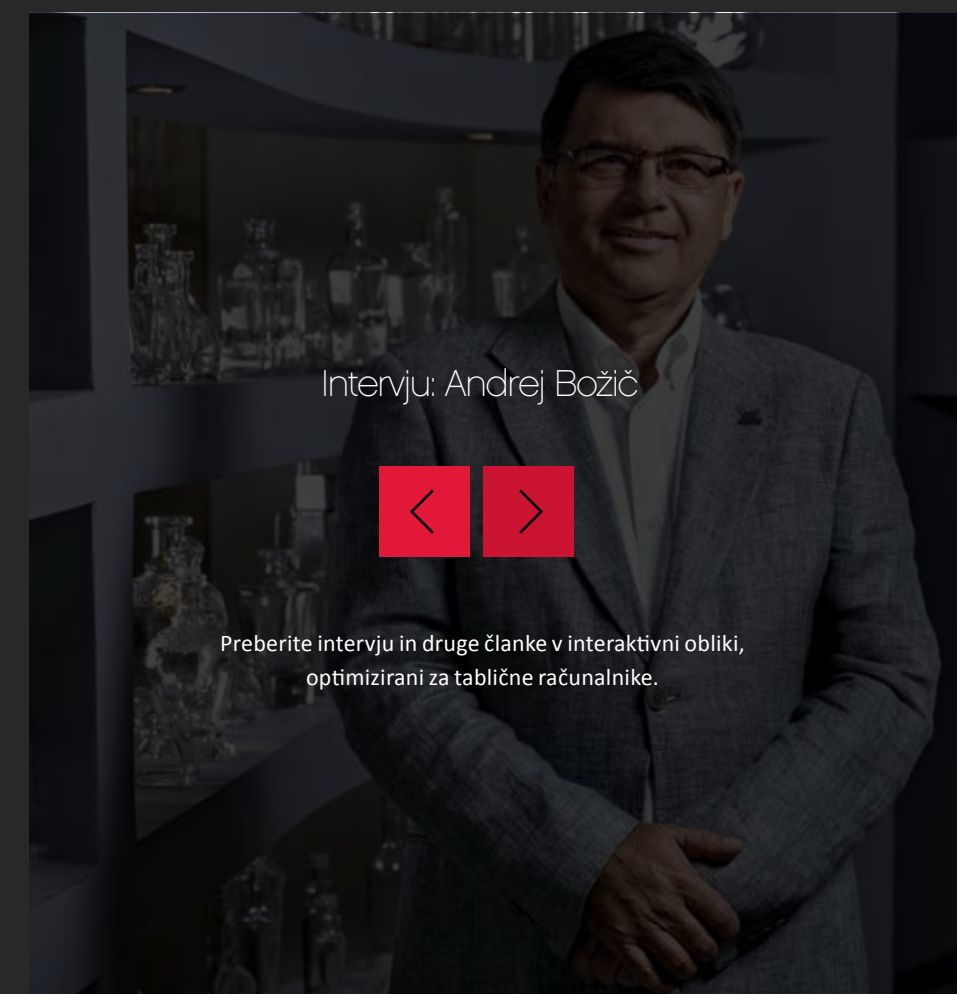 Intervju: Andrej Božič
Preberite intervju in druge članke v interaktivni obliki,
optimizirani za tablične računalnike.